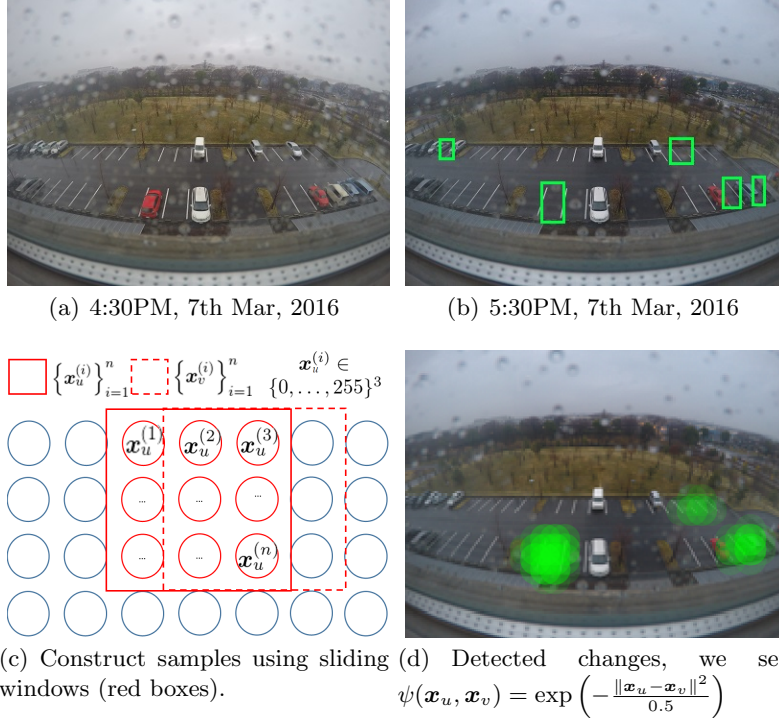 (a) 4:30PM, 7th Mar, 2016
(b) 5:30PM, 7th Mar, 2016
{x_u^{(i)}}_{i=1}^n {x_v^{(i)}}_{i=1}^n x_u^{(i)} ∈
{0, . . . , 255}^3
x_u^{(1)} x_u^{(2)} x_u^{(3)}
... ... ...
... ... x_u^{(n)}
(c) Construct samples using sliding
windows (red boxes).
(d) Detected changes, we se
ψ(x_u, x_v) = exp(−‖x_u−x_v‖^2/0.5)